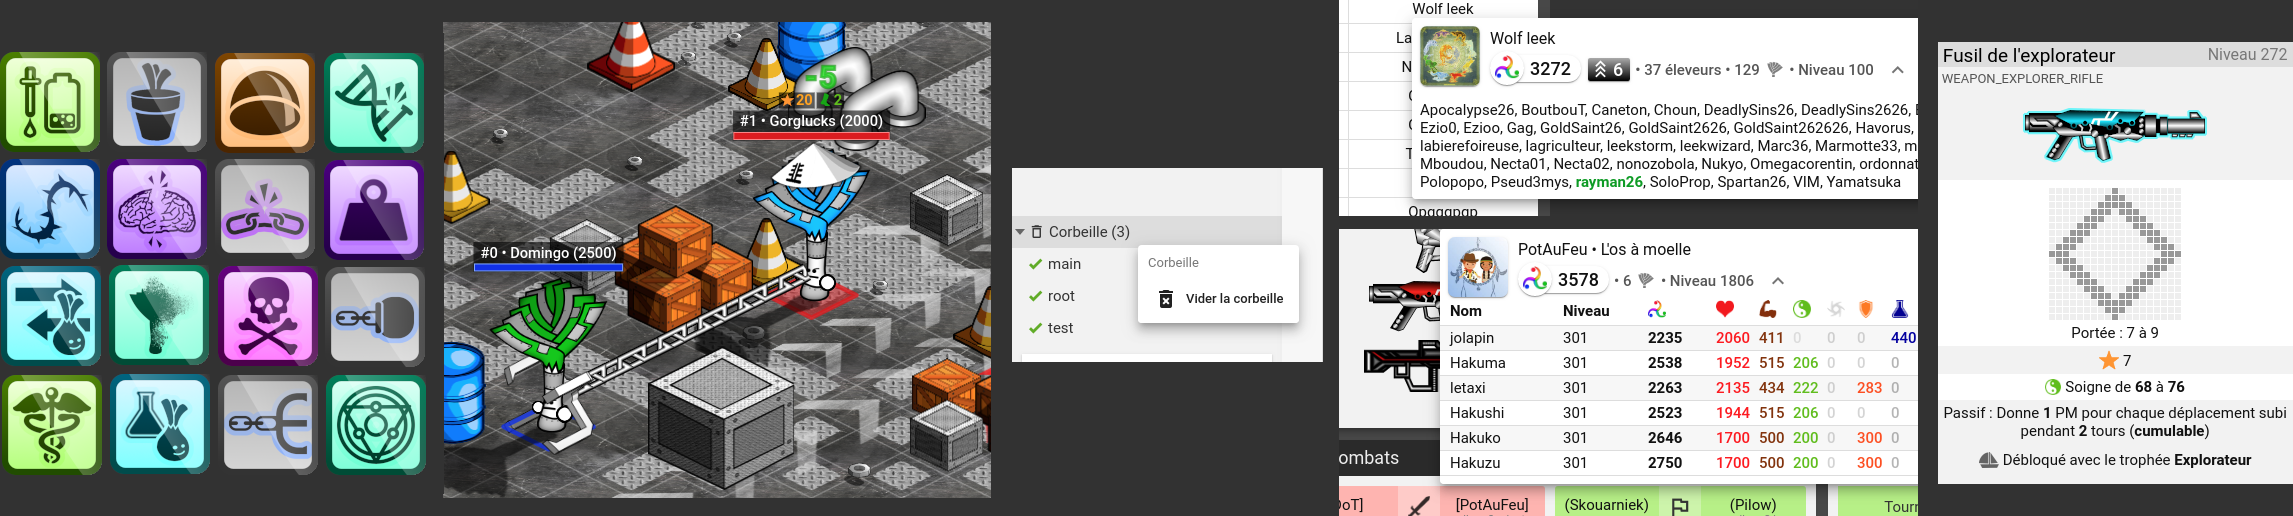 -5
20 2
#1 • Gorglucks (2000)
#0 • Domingo (2500)
Corbeille (3)
main
root
test
Corbeille
Vider la corbeille
Wolf leek
La
N
Wolf leek
3272 6 • 37 éleveurs • 129 • Niveau 100
Apocalypse26, BoutbouT, Caneton, Choun, DeadlySins26, DeadlySins2626,
Ezio0, Ezioo, Gag, GoldSaint26, GoldSaint2626, GoldSaint262626, Havorus,
labierefoireuse, lagriculteur, leekstorm, leekwizard, Marc36, Marmotte33, m
Mboudou, Necta01, Necta02, nonozobola, Nukyo, Omegacorentin, ordonnat
Polopopo, Pseud3mys, rayman26, SoloProp, Spartan26, VIM, Yamatsuka
PotAuFeu • L'os à moelle
3578 • 6 • Niveau 1806
Nom Niveau
jolapin 301 2235 2060 411 0 0 0 440
Hakuma 301 2538 1952 515 206 0 0 0
letaxi 301 2263 2135 434 222 0 283 0
Hakushi 301 2523 1944 515 206 0 0 0
Hakuko 301 2646 1700 500 200 0 300 0
Hakuzu 301 2750 1700 500 200 0 300 0
ombats
oT] [PotAuFeu] (Skouarniek) (Pilow) Tourn
Fusil de l'explorateur Niveau 272
WEAPON_EXPLORER_RIFLE
Portée : 7 à 9
7
Soigne de 68 à 76
Passif : Donne 1 PM pour chaque déplacement subi
pendant 2 tours (cumulable)
Débloqué avec le trophée Explorateur